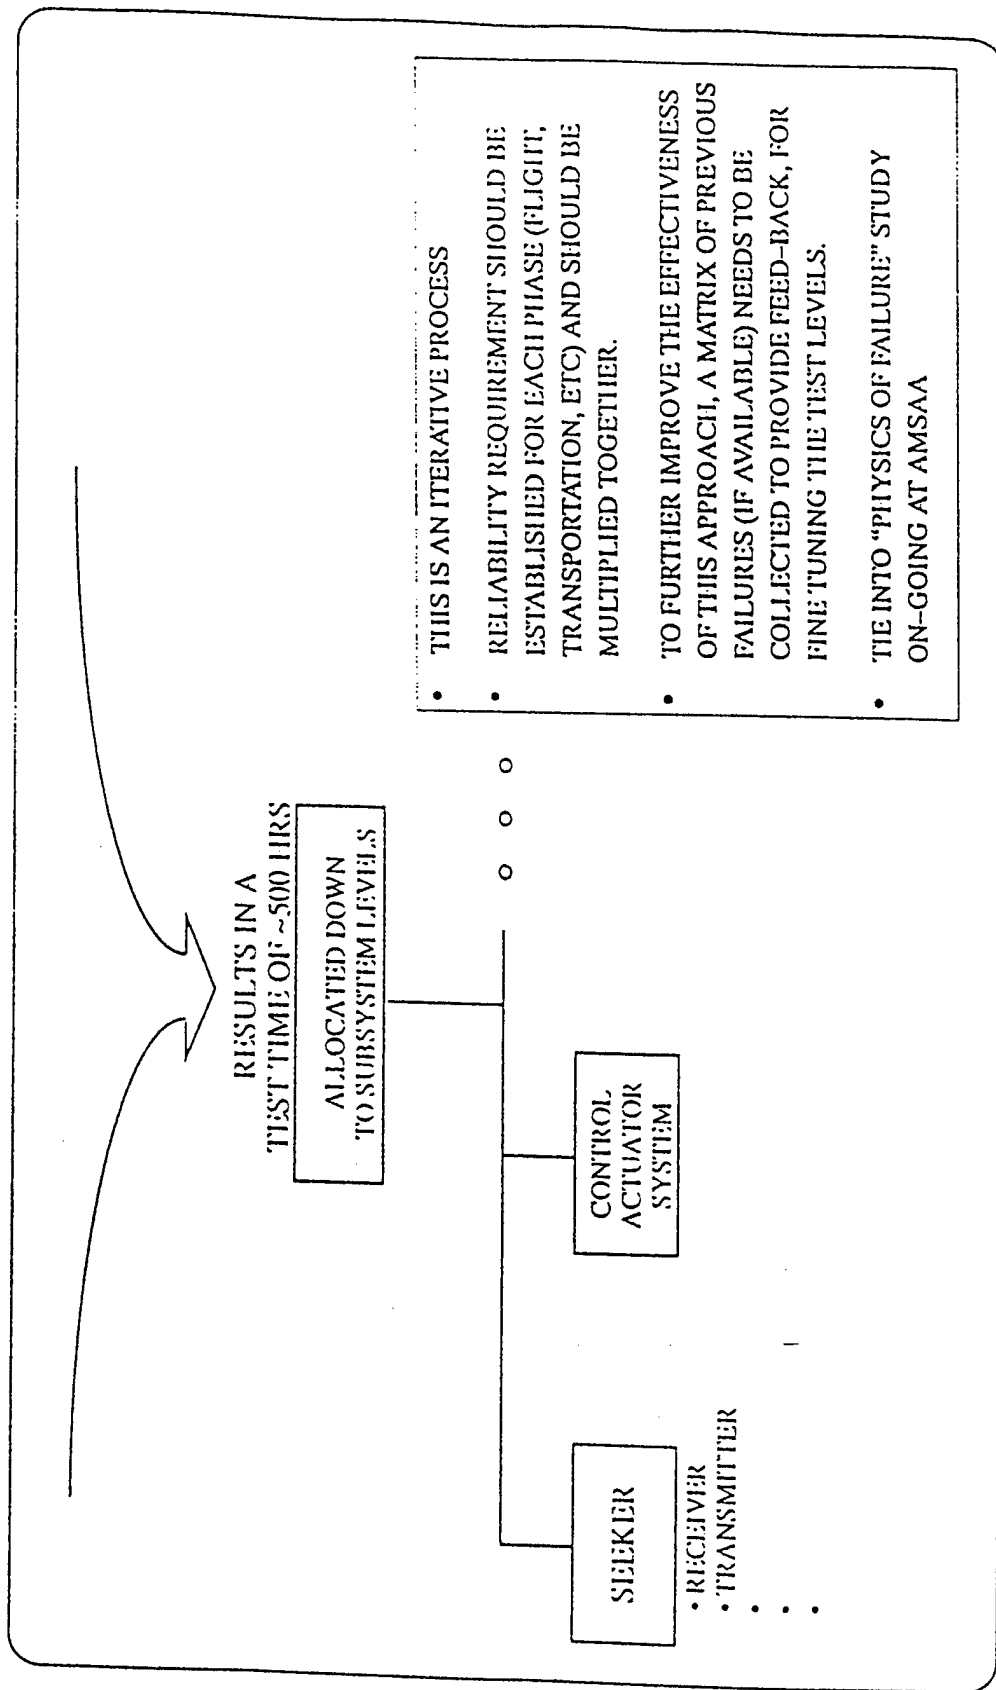 RESULTS IN A
TEST TIME OF ~500 HRS
ALLOCATED DOWN
TO SUBSYSTEM LEVELS
SEEKER
• RECEIVER
• TRANSMITTER
•
•
•
CONTROL
ACTUATOR
SYSTEM
• THIS IS AN ITERATIVE PROCESS
• RELIABILITY REQUIREMENT SHOULD BE
ESTABLISHED FOR EACH PHASE (FLIGHT,
TRANSPORTATION, ETC) AND SHOULD BE
MULTIPLIED TOGETHER.
• TO FURTHER IMPROVE THE EFFECTIVENESS
OF THIS APPROACH, A MATRIX OF PREVIOUS
FAILURES (IF AVAILABLE) NEEDS TO BE
COLLECTED TO PROVIDE FEED-BACK, FOR
FINE TUNING THE TEST LEVELS.
• TIE INTO "PHYSICS OF FAILURE" STUDY
ON-GOING AT AMSAA